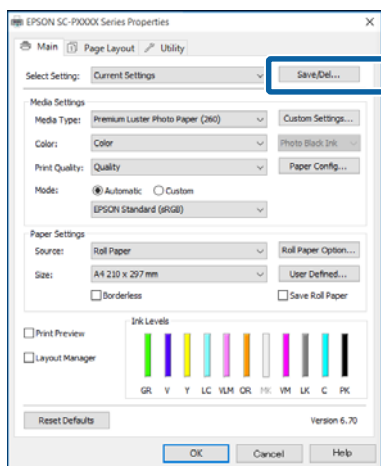 EPSON SC-PXXXX Series Properties
Main Page Layout Utility
Select Setting: Current Settings Save/Del...
Media Settings
Media Type: Premium Luster Photo Paper (260) Custom Settings...
Color: Color Photo Black Ink
Print Quality: Quality Paper Config...
Mode: Automatic Custom
EPSON Standard (sRGB)
Paper Settings
Source: Roll Paper Roll Paper Option...
Size: A4 210 x 297 mm User Defined...
Borderless Save Roll Paper
Ink Levels
Print Preview
Layout Manager
GR V Y LC VLM OR MK VM LK C PK
Reset Defaults Version 6.70
OK Cancel Help